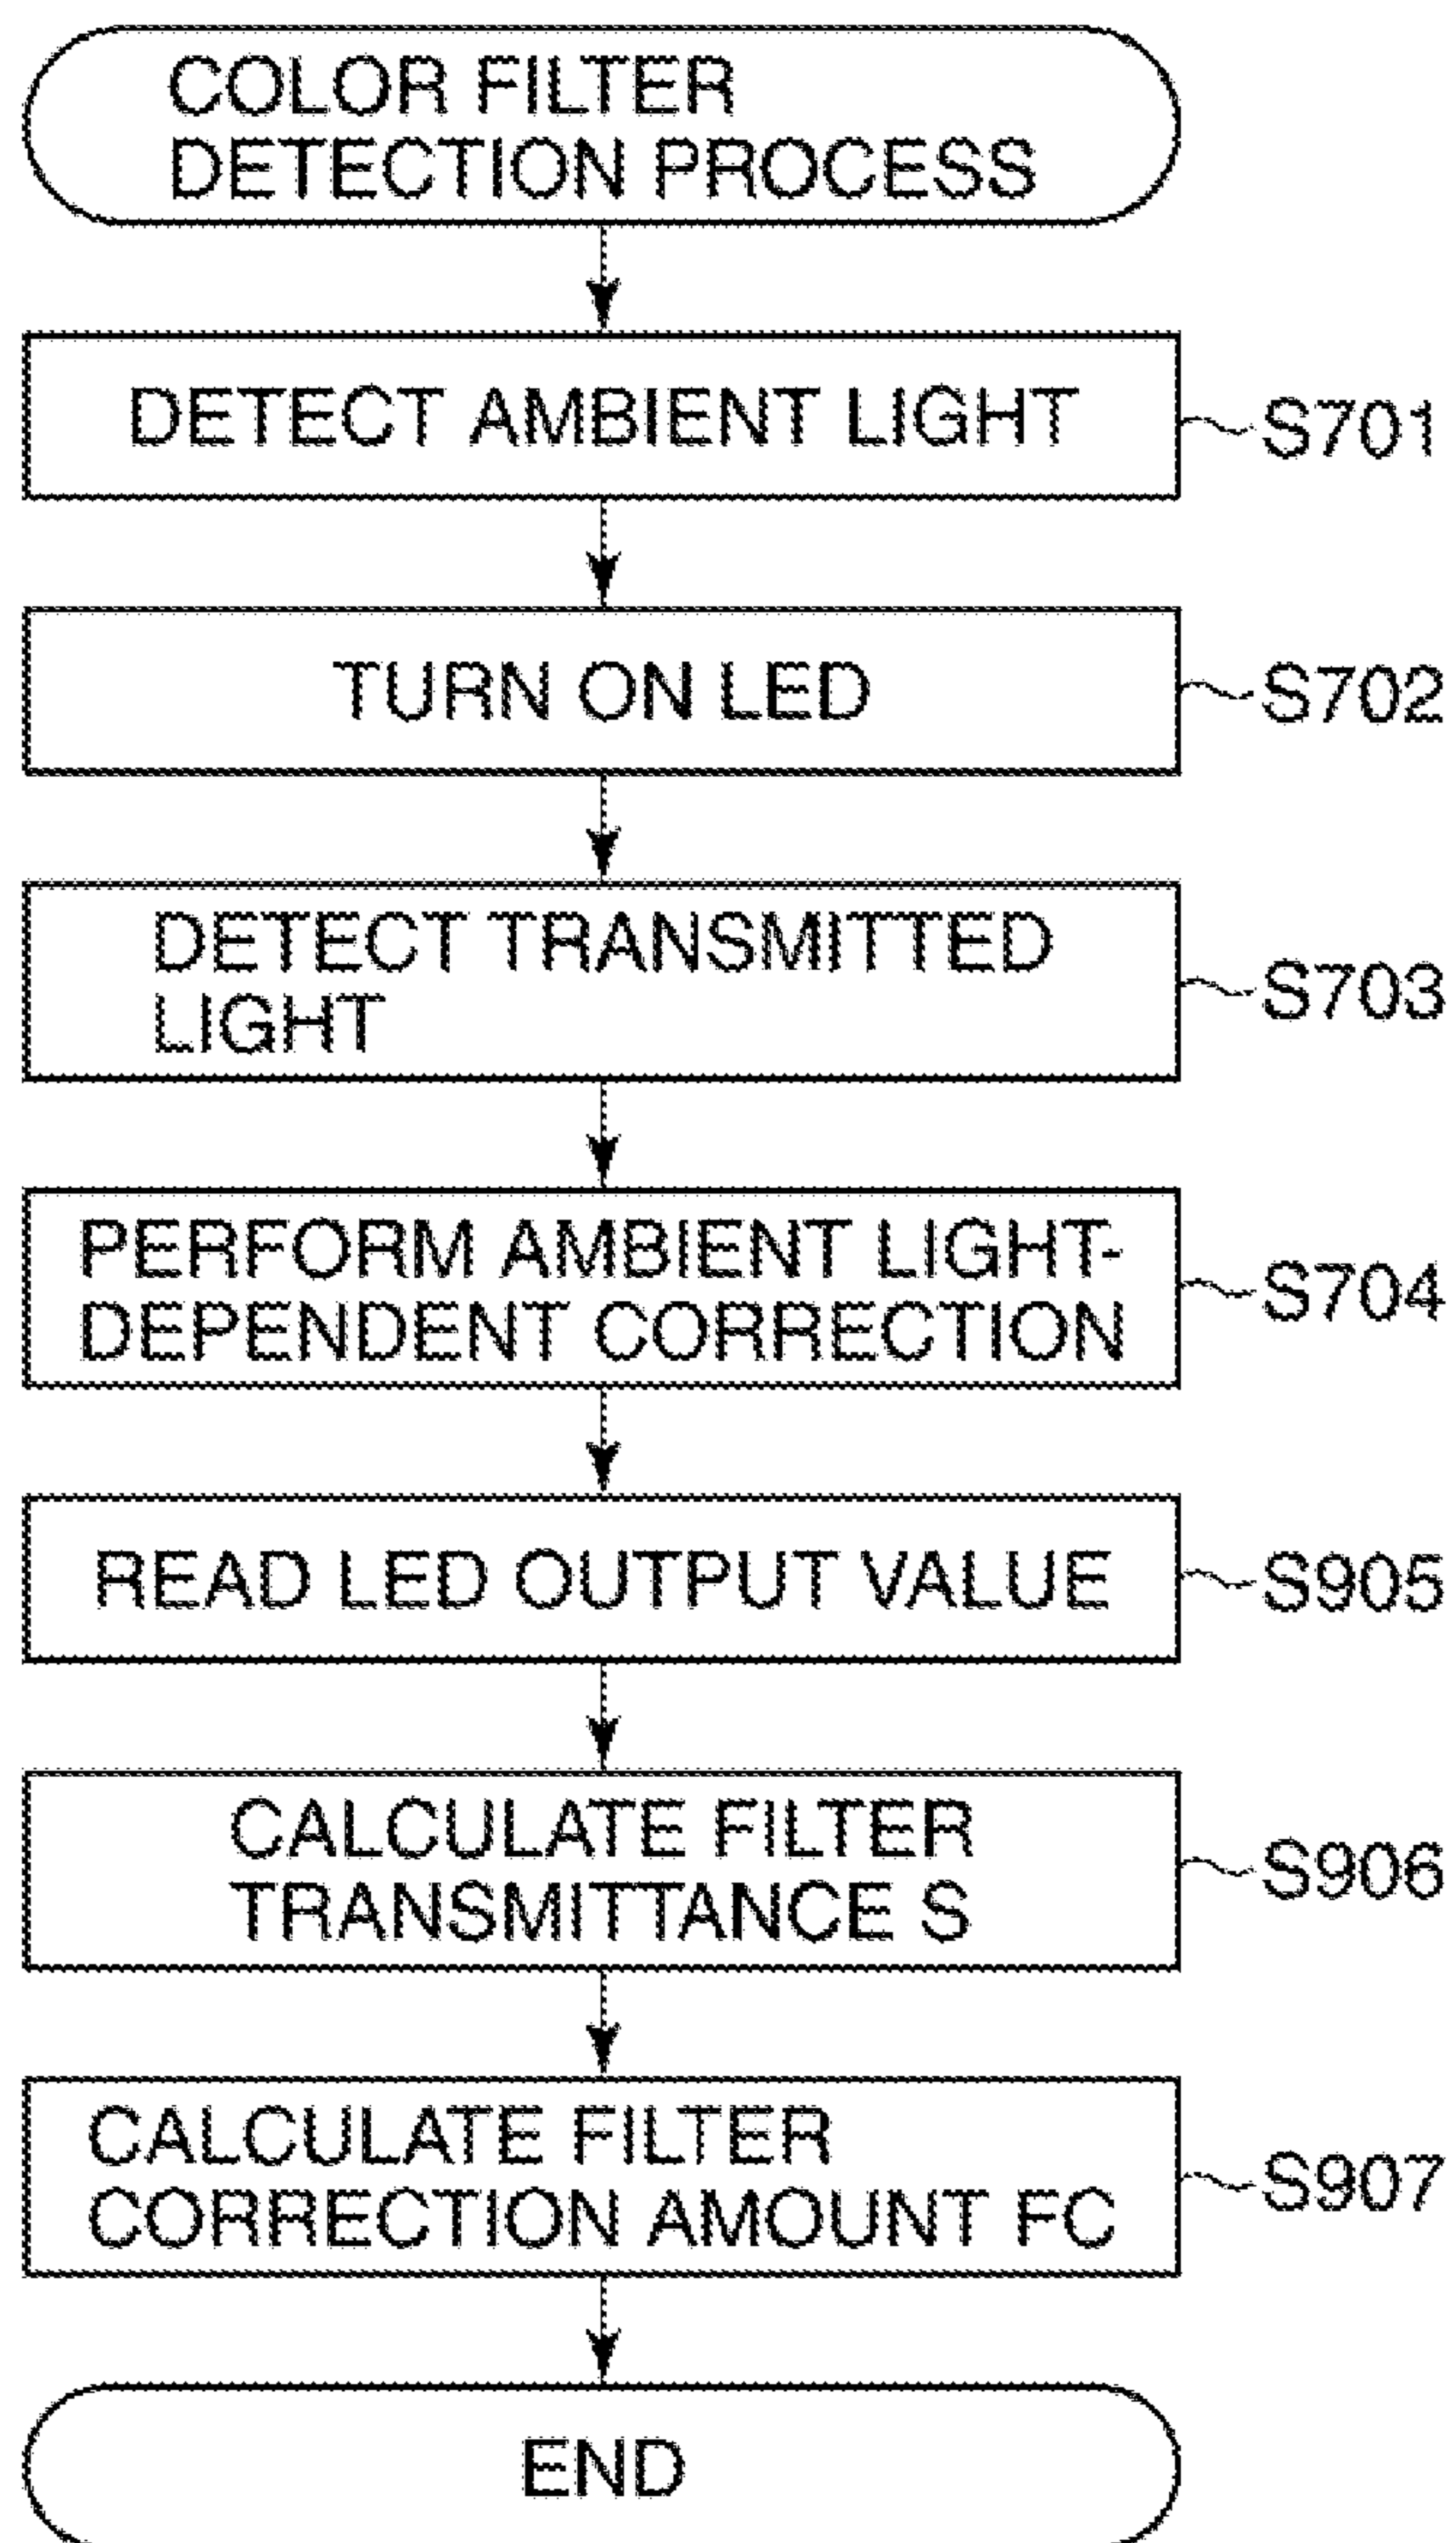 COLOR FILTER
DETECTION PROCESS
DETECT AMBIENT LIGHT
S701
TURN ON LED
S702
DETECT TRANSMITTED
LIGHT
S703
PERFORM AMBIENT LIGHT-
DEPENDENT CORRECTION
S704
READ LED OUTPUT VALUE
S905
CALCULATE FILTER
TRANSMITTANCE S
S906
CALCULATE FILTER
CORRECTION AMOUNT FC
S907
END